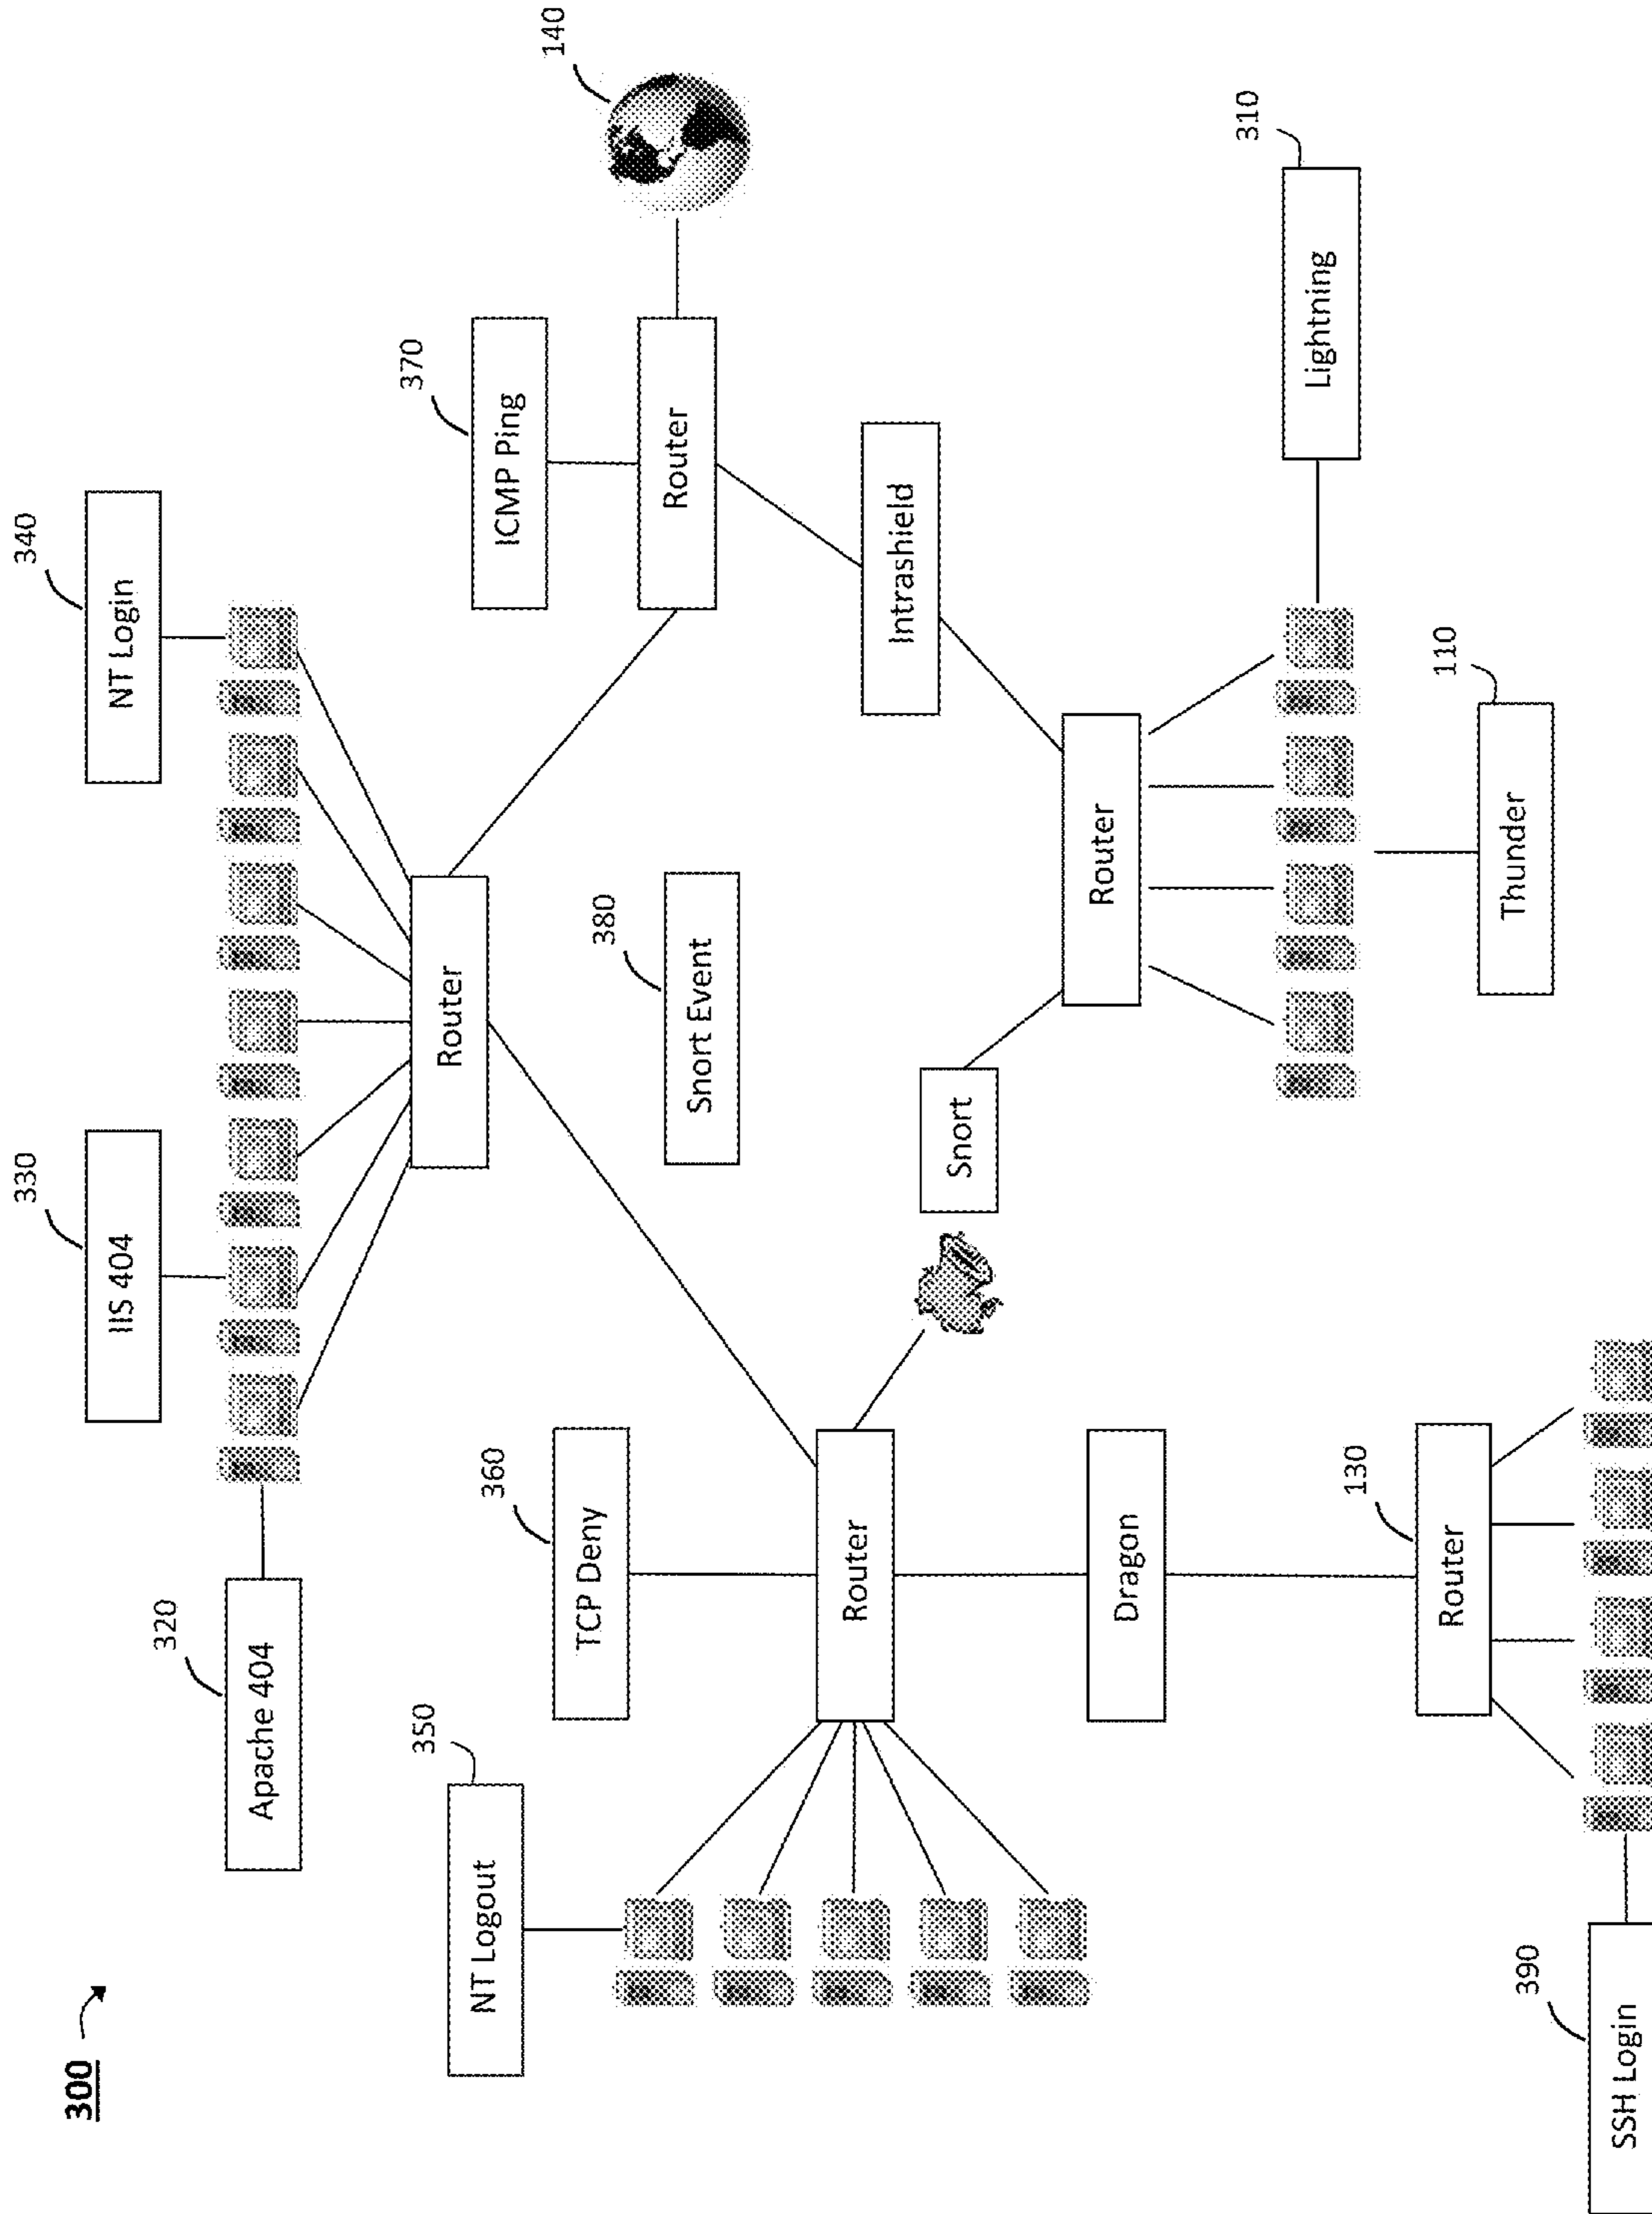 300
320
Apache 404
330
IIS 404
340
NT Login
350
NT Logout
360
TCP Deny
Router
370
ICMP Ping
380
Snort Event
Router
140
Router
Snort
Intrashield
Dragon
Router
310
Lightning
130
Router
110
Thunder
390
SSH Login